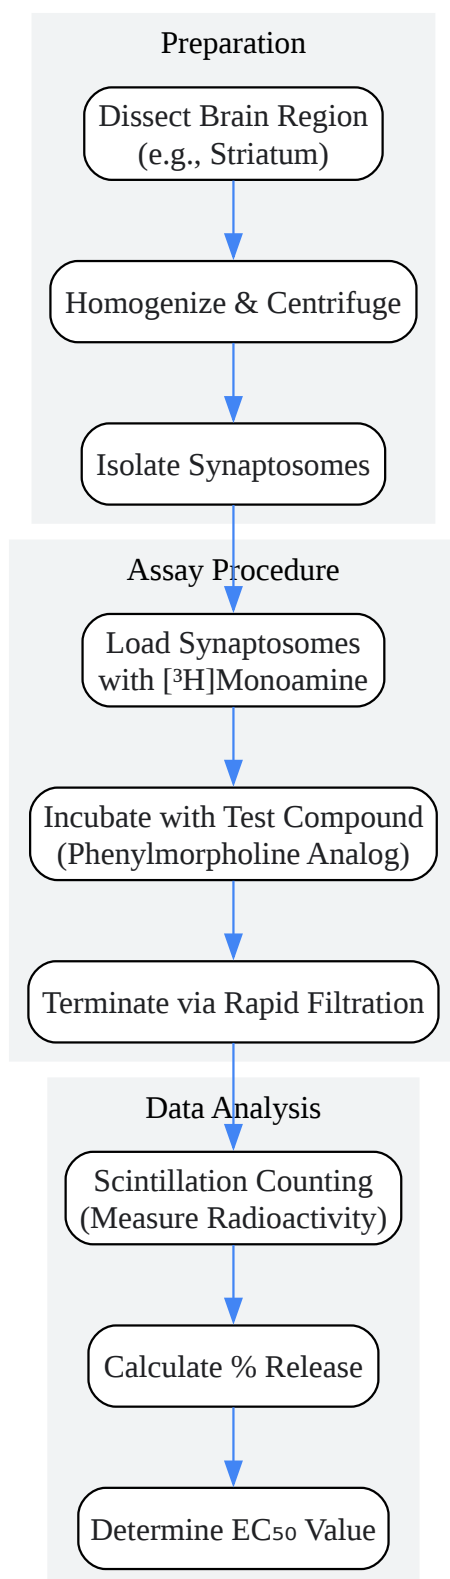 Preparation
Dissect Brain Region
(e.g., Striatum)
Homogenize & Centrifuge
Isolate Synaptosomes
Assay Procedure
Load Synaptosomes
with [³H]Monoamine
Incubate with Test Compound
(Phenylmorpholine Analog)
Terminate via Rapid Filtration
Data Analysis
Scintillation Counting
(Measure Radioactivity)
Calculate % Release
Determine EC₅₀ Value